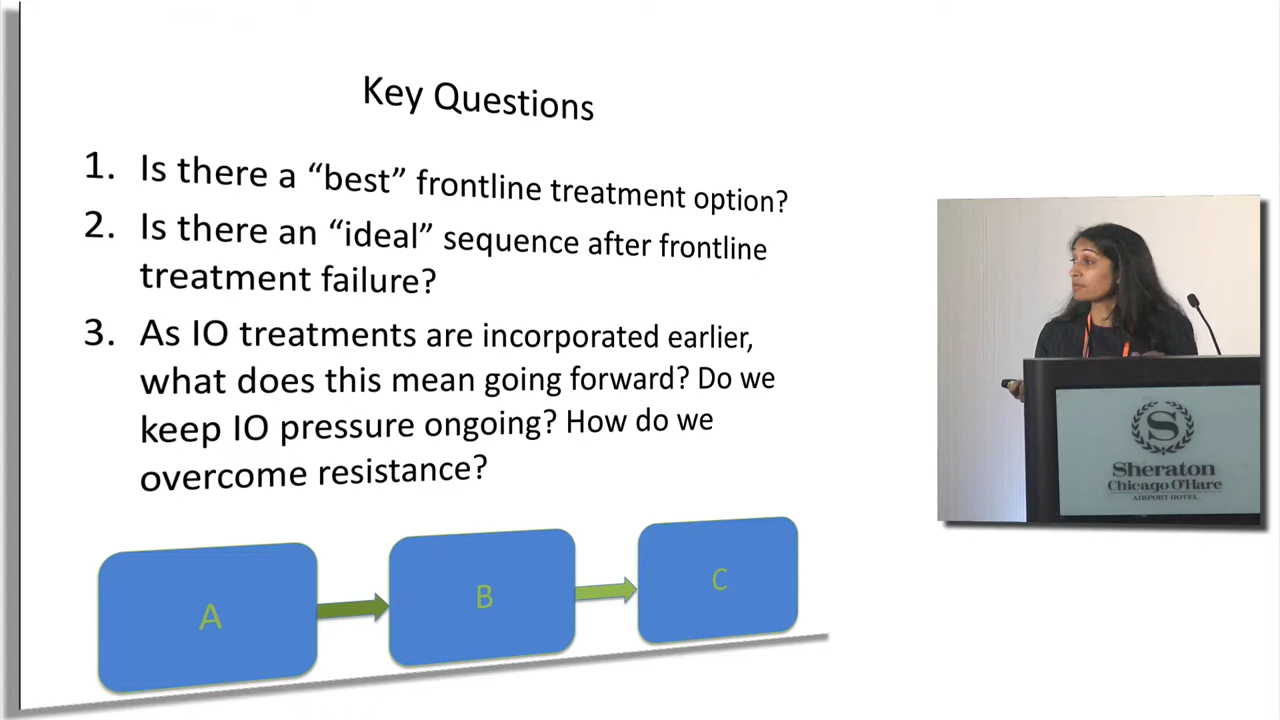 Key Questions
1. Is there a “best” frontline treatment option?
2. Is there an “ideal” sequence after frontline
treatment failure?
3. As IO treatments are incorporated earlier,
what does this mean going forward? Do we
keep IO pressure ongoing? How do we
overcome resistance?
A
B
C
S
Sheraton
Chicago O'Hare
AIRPORT HOTEL